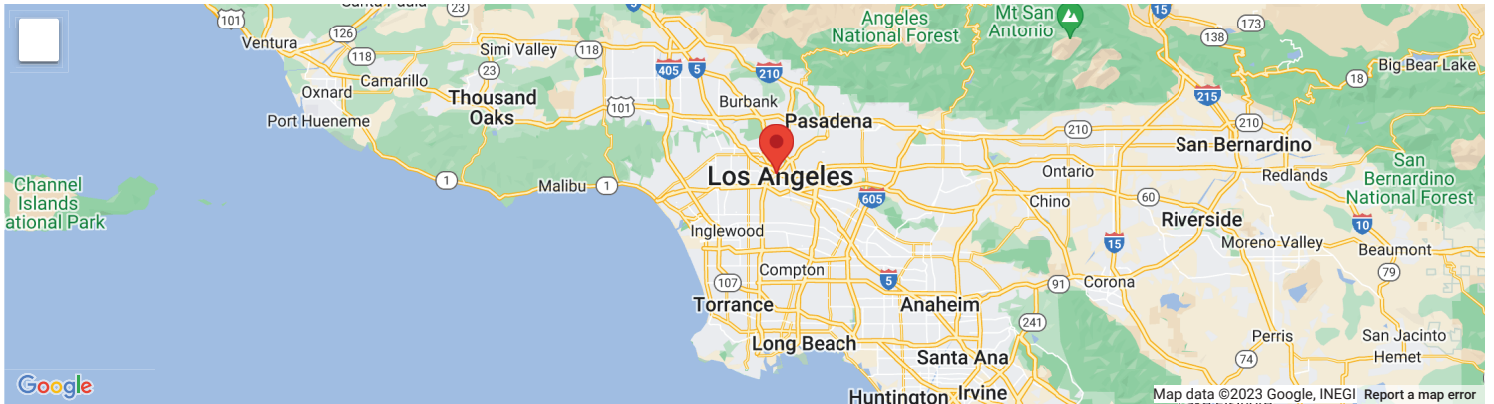 Santa Paula
23
101
5
Angeles
National Forest
Mt San
Antonio
15
173
138
Ventura
126
118
Simi Valley
118
23
405
5
210
Big Bear Lake
18
Camarillo
Oxnard
Thousand
Oaks
101
Burbank
Pasadena
215
210
Port Hueneme
210
San Bernardino
San
Bernardino
National Forest
Channel
Islands
ational Park
1
Malibu
1
Los Angeles
605
Ontario
Redlands
Chino
60
Riverside
10
Inglewood
15
Moreno Valley
Beaumont
79
107
Compton
5
91
Corona
Torrance
Anaheim
241
Long Beach
Perris
San Jacinto
Hemet
Santa Ana
74
Google
Huntington
Irvine
Map data ©2023 Google, INEGI
Report a map error